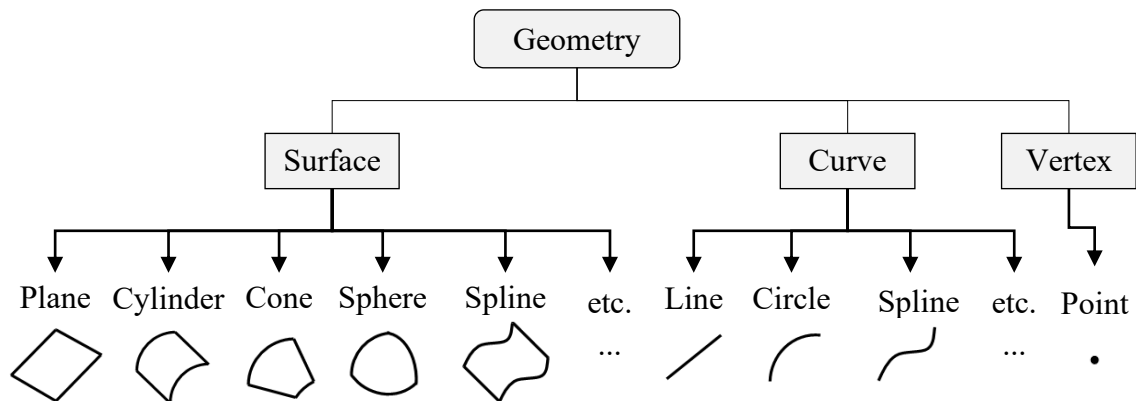 Geometry
Surface
Curve
Vertex
Plane
Cylinder
Cone
Sphere
Spline
etc.
Line
Circle
Spline
etc.
Point
...
...